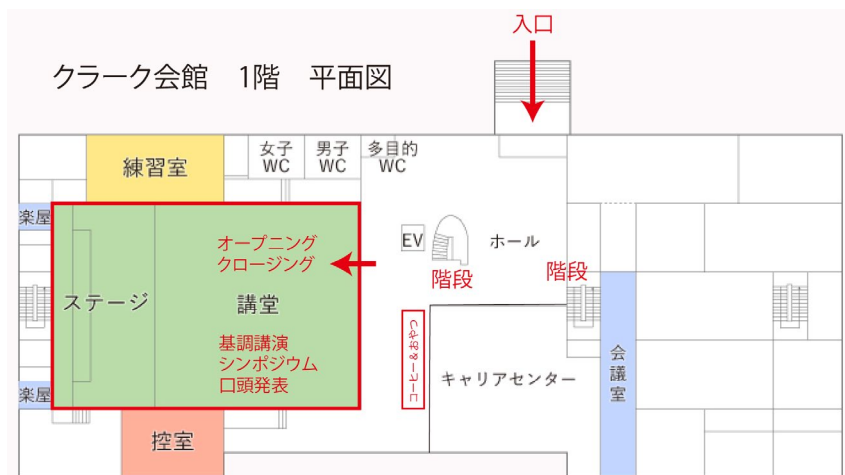 入口
クラーク会館 1階 平面図
練習室
女子
WC
男子
WC
多目的
WC
楽屋
オープニング
クロージング
EV
ホール
階段
階段
ステージ
講堂
基調講演
シンポジウム
口頭発表
コーヒー&おやつ
キャリアセンター
会議室
楽屋
控室